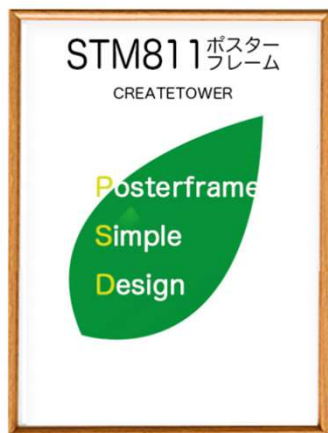 STM811ポスターフレーム
CREATETOWER
Posterframe
Simple
Design